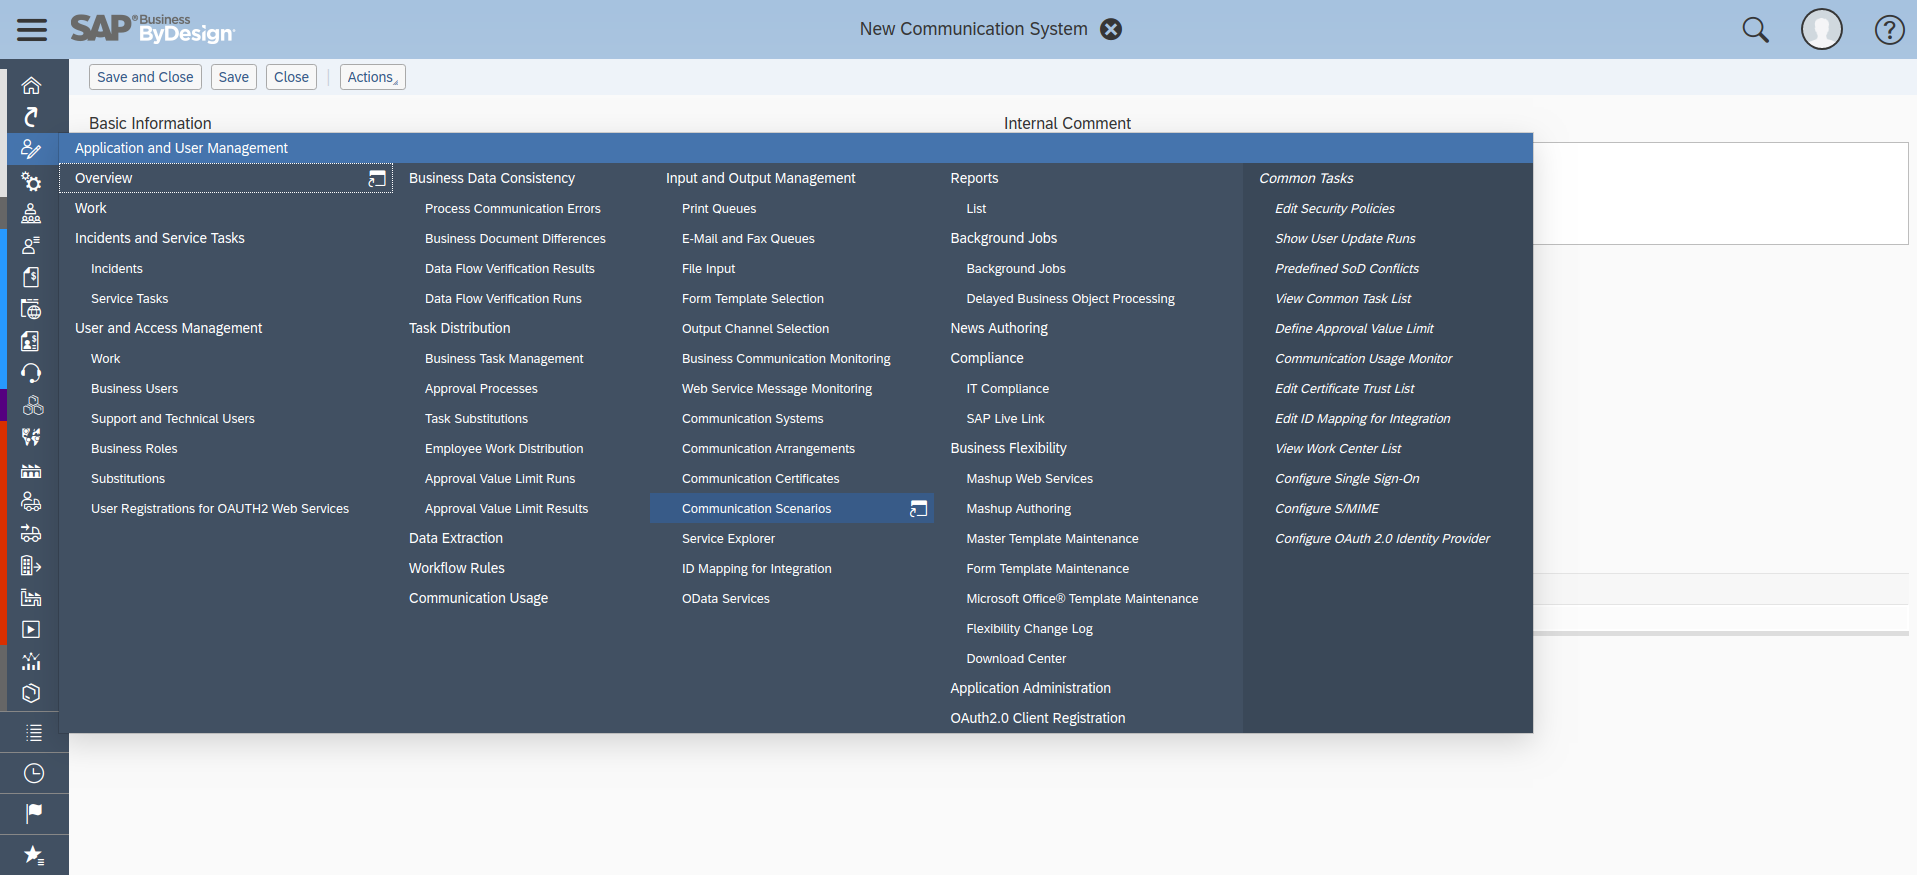 SAP Business ByDesign
New Communication System
Save and Close
Save
Close
Actions
Basic Information
Internal Comment
Application and User Management
Overview
Work
Incidents and Service Tasks
Incidents
Service Tasks
User and Access Management
Work
Business Users
Support and Technical Users
Business Roles
Substitutions
User Registrations for OAUTH2 Web Services
Business Data Consistency
Process Communication Errors
Business Document Differences
Data Flow Verification Results
Data Flow Verification Runs
Task Distribution
Business Task Management
Approval Processes
Task Substitutions
Employee Work Distribution
Approval Value Limit Runs
Approval Value Limit Results
Data Extraction
Workflow Rules
Communication Usage
Input and Output Management
Print Queues
E-Mail and Fax Queues
File Input
Form Template Selection
Output Channel Selection
Business Communication Monitoring
Web Service Message Monitoring
Communication Systems
Communication Arrangements
Communication Certificates
Communication Scenarios
Service Explorer
ID Mapping for Integration
OData Services
Reports
List
Background Jobs
Background Jobs
Delayed Business Object Processing
News Authoring
Compliance
IT Compliance
SAP Live Link
Business Flexibility
Mashup Web Services
Mashup Authoring
Master Template Maintenance
Form Template Maintenance
Microsoft Office® Template Maintenance
Flexibility Change Log
Download Center
Application Administration
OAuth2.0 Client Registration
Common Tasks
Edit Security Policies
Show User Update Runs
Predefined SoD Conflicts
View Common Task List
Define Approval Value Limit
Communication Usage Monitor
Edit Certificate Trust List
Edit ID Mapping for Integration
View Work Center List
Configure Single Sign-On
Configure S/MIME
Configure OAuth 2.0 Identity Provider